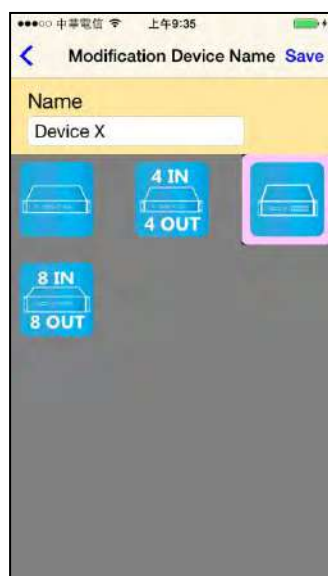 中華電信 上午9:35
Modification Device Name Save
Name
Device X
4 IN
4 OUT
8 IN
8 OUT